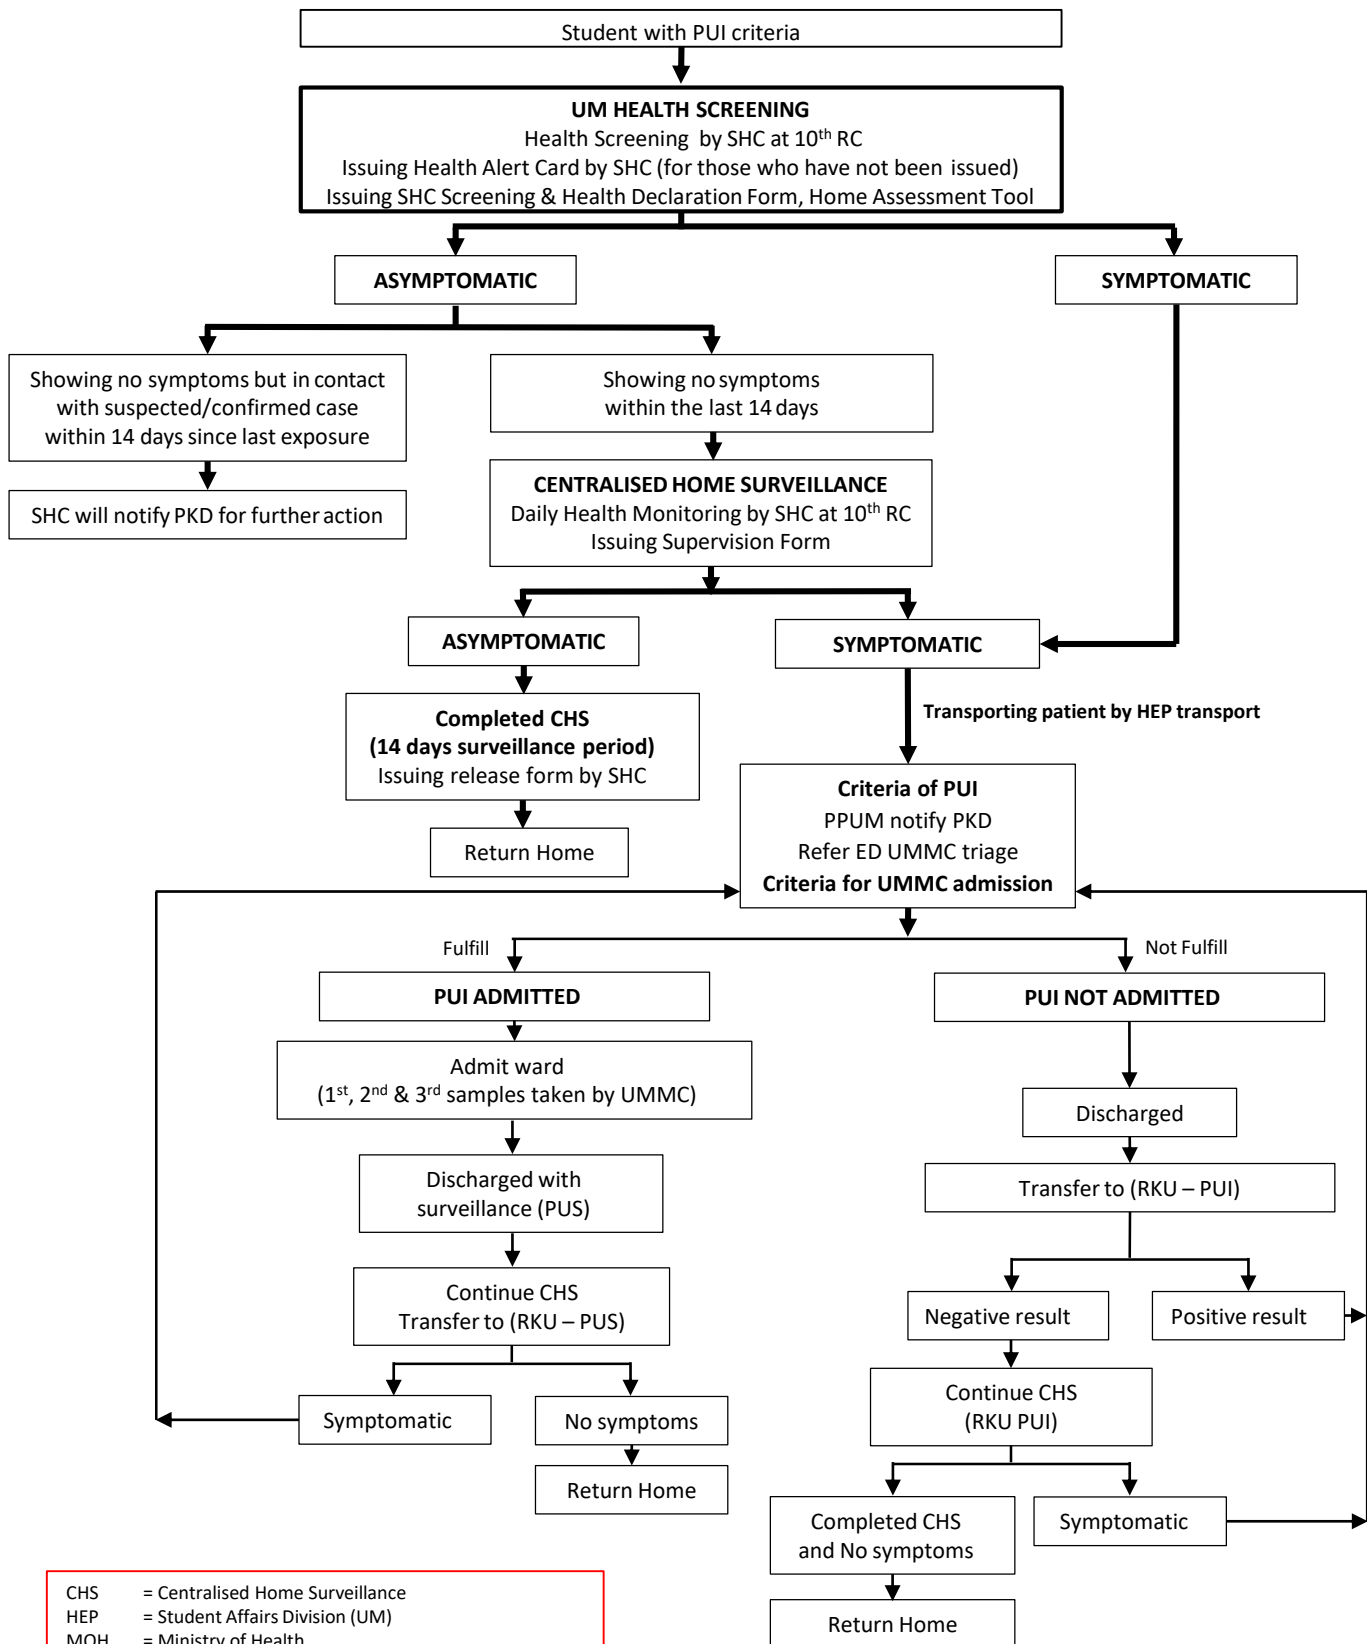 Student with PUI criteria
UM HEALTH SCREENING
Health Screening by SHC at 10th RC
Issuing Health Alert Card by SHC (for those who have not been issued)
Issuing SHC Screening & Health Declaration Form, Home Assessment Tool
ASYMPTOMATIC
SYMPTOMATIC
Showing no symptoms but in contact
with suspected/confirmed case
within 14 days since last exposure
Showing no symptoms
within the last 14 days
SHC will notify PKD for further action
CENTRALISED HOME SURVEILLANCE
Daily Health Monitoring by SHC at 10th RC
Issuing Supervision Form
ASYMPTOMATIC
SYMPTOMATIC
Completed CHS
(14 days surveillance period)
Issuing release form by SHC
Transporting patient by HEP transport
Return Home
Criteria of PUI
PPUM notify PKD
Refer ED UMMC triage
Criteria for UMMC admission
Fulfill
Not Fulfill
PUI ADMITTED
PUI NOT ADMITTED
Admit ward
(1st, 2nd & 3rd samples taken by UMMC)
Discharged
Discharged with
surveillance (PUS)
Transfer to (RKU – PUI)
Continue CHS
Transfer to (RKU – PUS)
Negative result
Positive result
Symptomatic
No symptoms
Continue CHS
(RKU PUI)
Return Home
Completed CHS
and No symptoms
Symptomatic
Return Home
CHS = Centralised Home Surveillance
HEP = Student Affairs Division (UM)
MOH = Ministry of Health